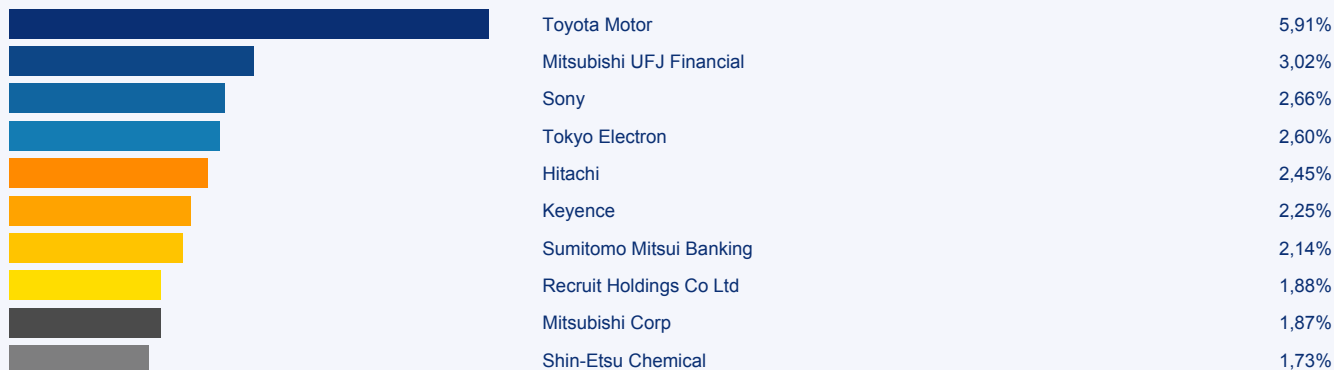 Toyota Motor 5,91%
Mitsubishi UFJ Financial 3,02%
Sony 2,66%
Tokyo Electron 2,60%
Hitachi 2,45%
Keyence 2,25%
Sumitomo Mitsui Banking 2,14%
Recruit Holdings Co Ltd 1,88%
Mitsubishi Corp 1,87%
Shin-Etsu Chemical 1,73%